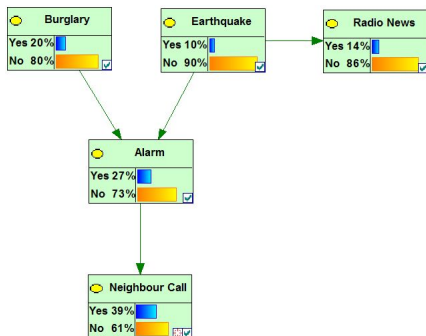 Burglary
Yes 20%
No 80%
Earthquake
Yes 10%
No 90%
Radio News
Yes 14%
No 86%
Alarm
Yes 27%
No 73%
Neighbour Call
Yes 39%
No 61%